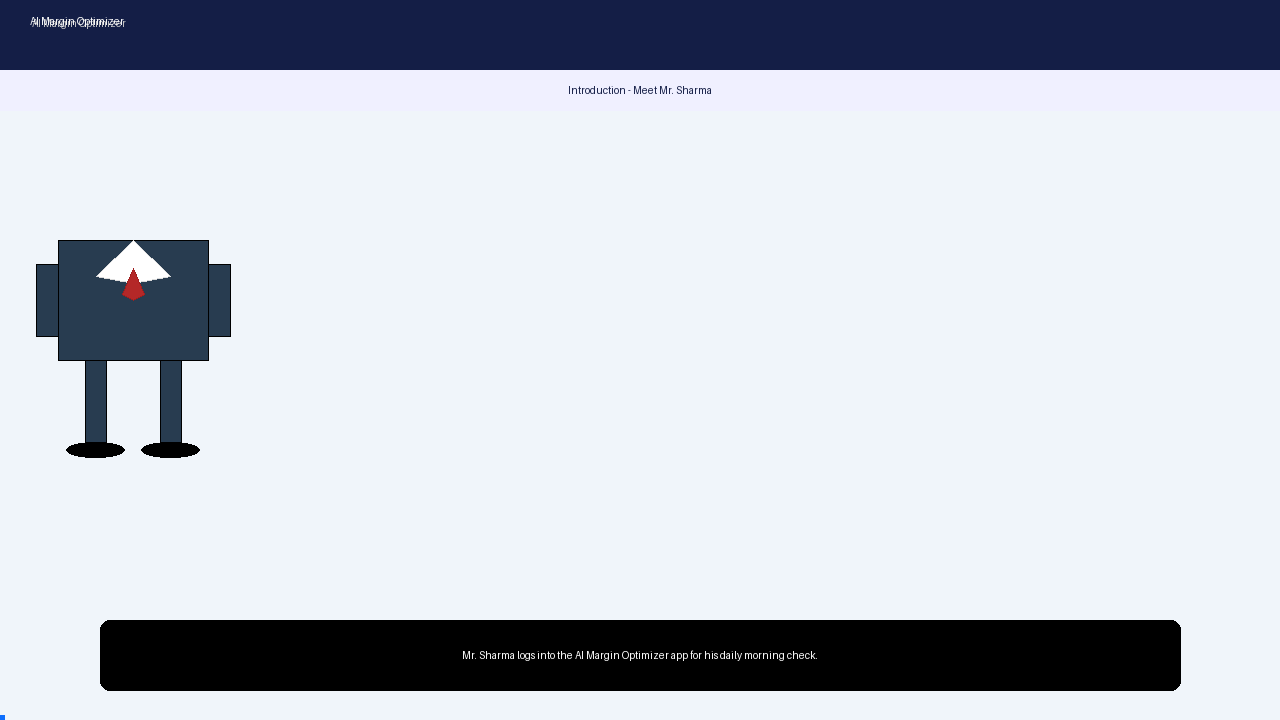 AI Margin Optimizer
Introduction - Meet Mr. Sharma
Mr. Sharma logs into the AI Margin Optimizer app for his daily morning check.